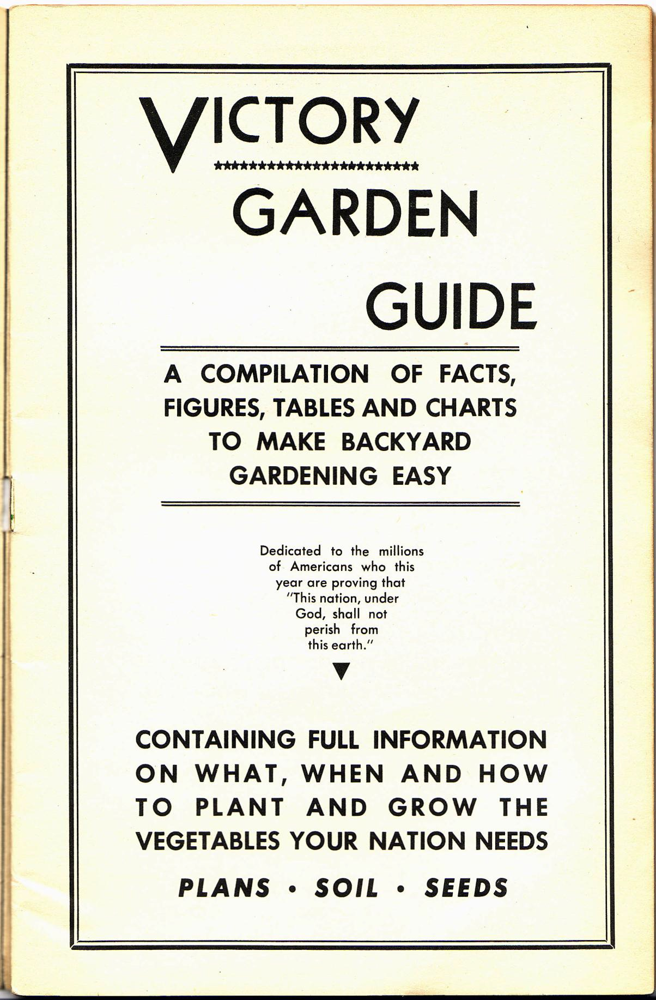 VICTORY
GARDEN
GUIDE
A COMPILATION OF FACTS,
FIGURES, TABLES AND CHARTS
TO MAKE BACKYARD
GARDENING EASY
Dedicated to the millions
of Americans who this
year are proving that
"This nation, under
God, shall not
perish from
this earth."
CONTAINING FULL INFORMATION
ON WHAT, WHEN AND HOW
TO PLANT AND GROW THE
VEGETABLES YOUR NATION NEEDS
PLANS • SOIL • SEEDS